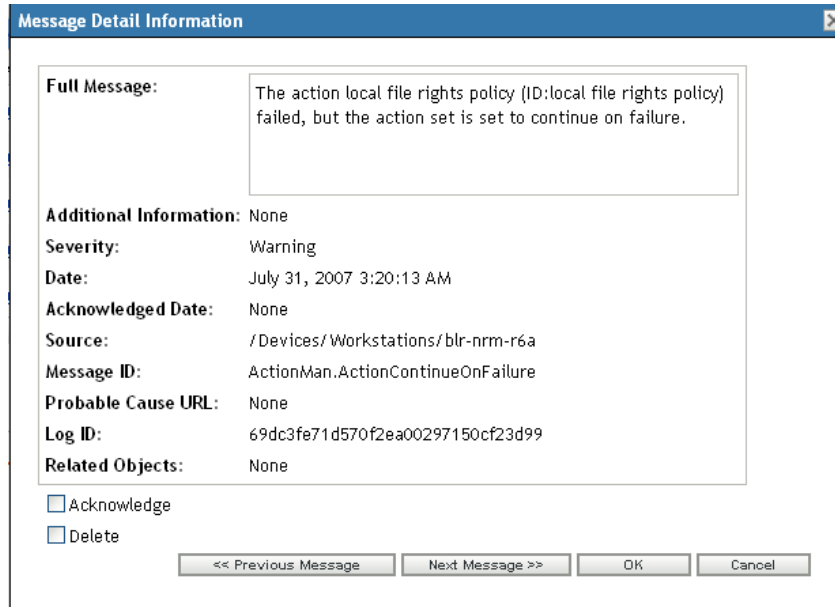 Message Detail Information
Full Message:
The action local file rights policy (ID:local file rights policy)
failed, but the action set is set to continue on failure.
Additional Information: None
Severity: Warning
Date: July 31, 2007 3:20:13 AM
Acknowledged Date: None
Source: /Devices/Workstations/blr-nrm-r6a
Message ID: ActionMan.ActionContinueOnFailure
Probable Cause URL: None
Log ID: 69dc3fe71d570f2ea00297150cf23d99
Related Objects: None
Acknowledge
Delete
<< Previous Message Next Message >> OK Cancel